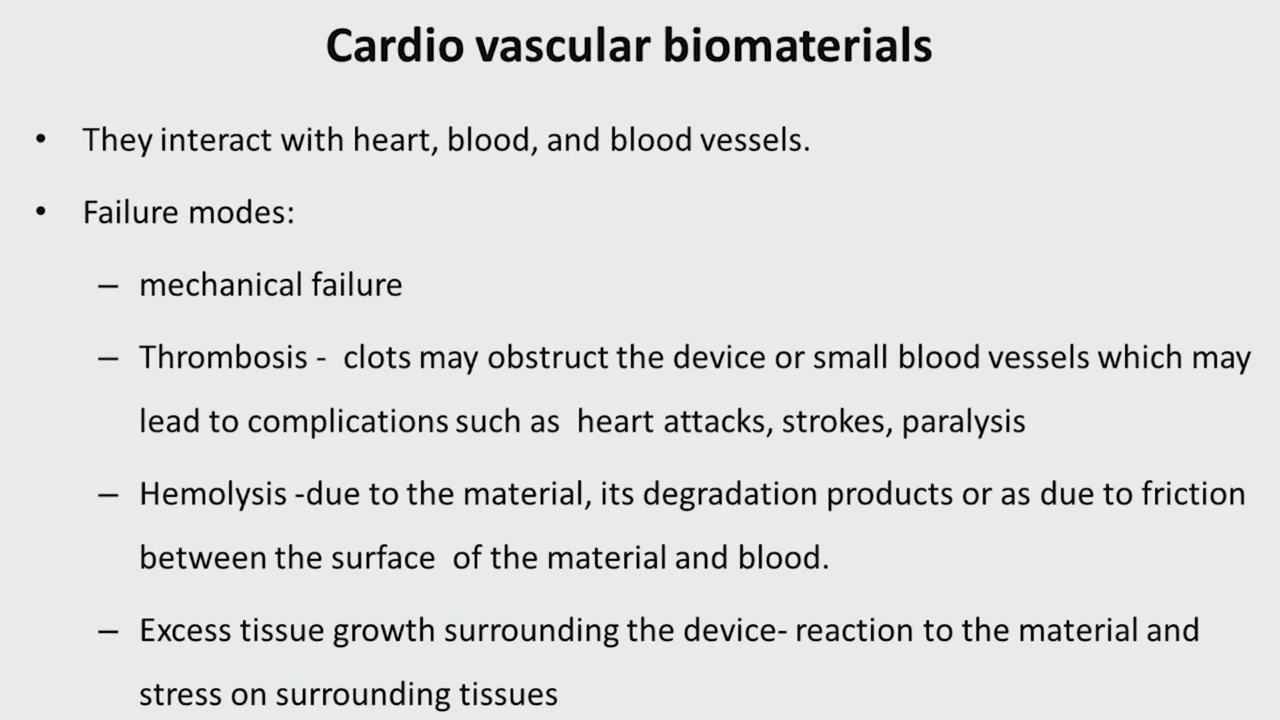 Cardio vascular biomaterials
• They interact with heart, blood, and blood vessels.
• Failure modes:
– mechanical failure
– Thrombosis - clots may obstruct the device or small blood vessels which may
lead to complications such as heart attacks, strokes, paralysis
– Hemolysis -due to the material, its degradation products or as due to friction
between the surface of the material and blood.
– Excess tissue growth surrounding the device- reaction to the material and
stress on surrounding tissues